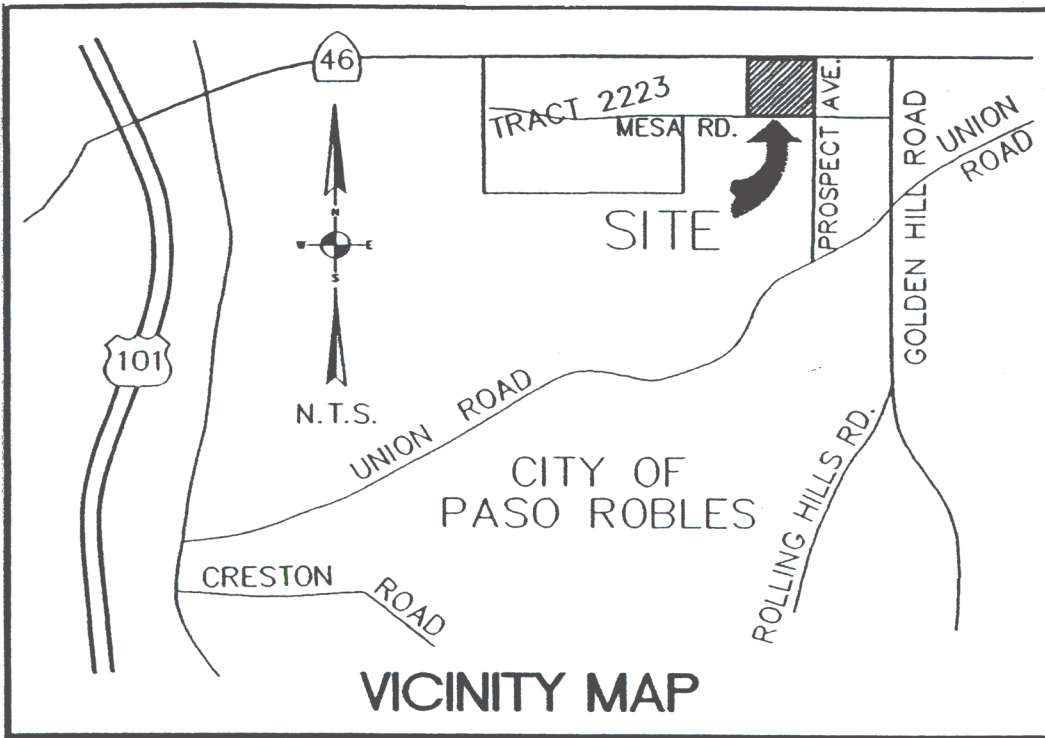 46
TRACT 2223
MESA RD.
PROSPECT AVE.
GOLDEN HILL ROAD
UNION
ROAD
SITE
N
W E
S
101
N.T.S.
UNION ROAD
CITY OF
PASO ROBLES
ROLLING HILLS RD.
CRESTON ROAD
VICINITY MAP